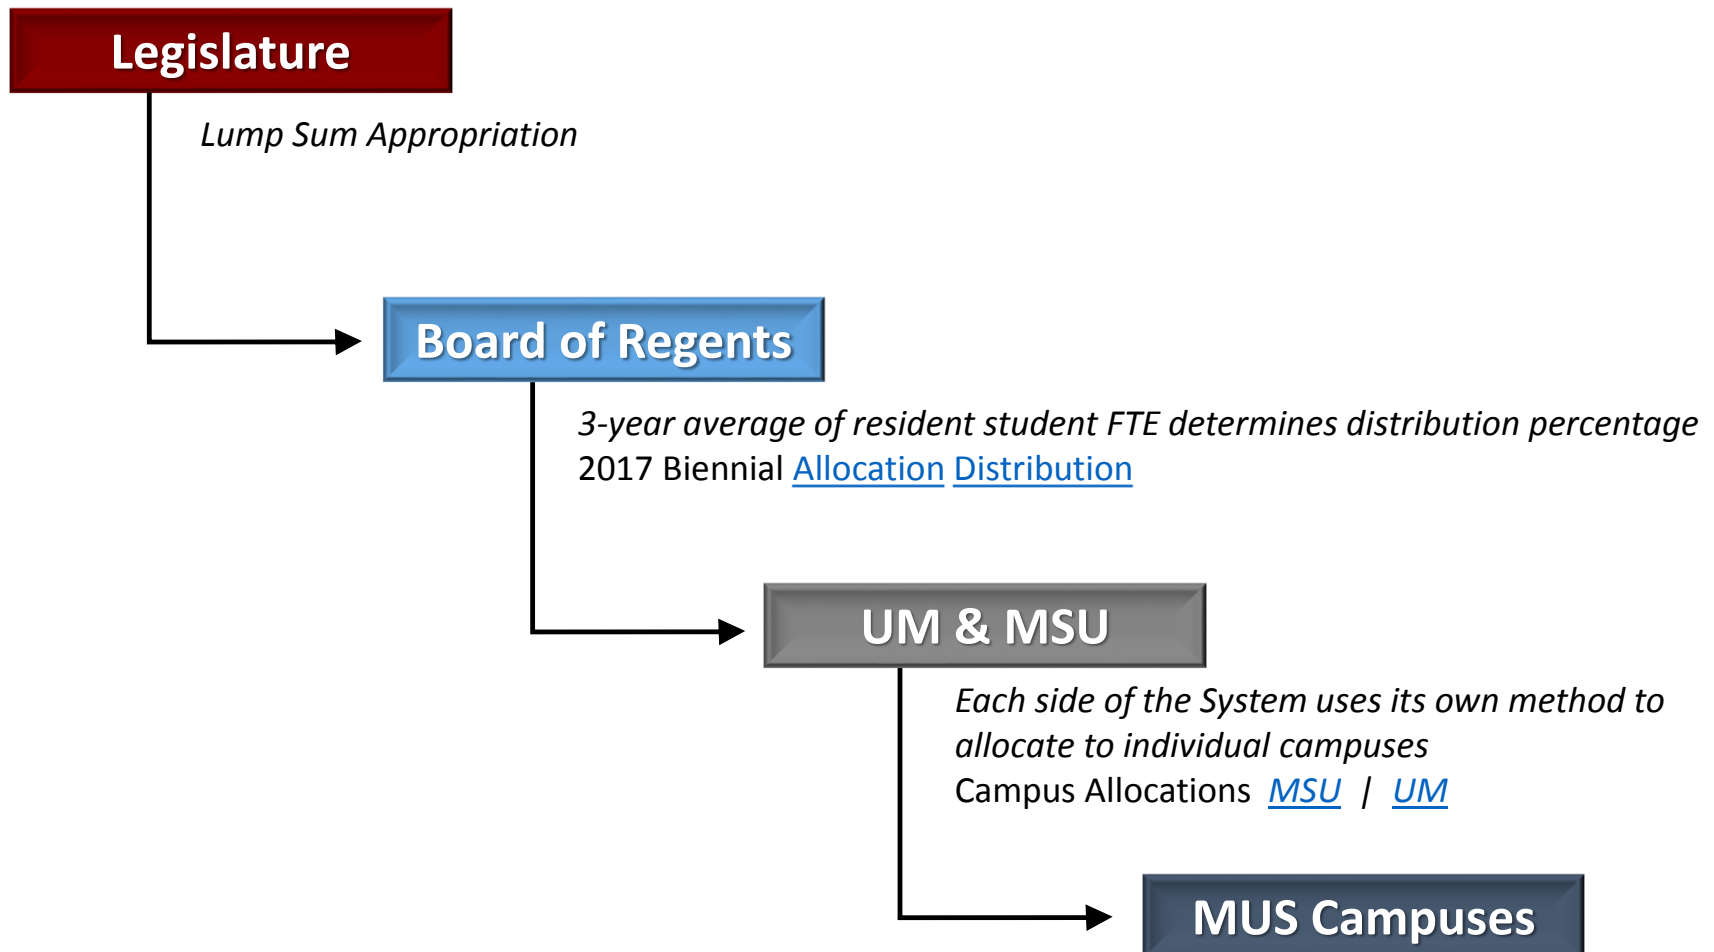 Legislature
Lump Sum Appropriation
Board of Regents
3-year average of resident student FTE determines distribution percentage
2017 Biennial Allocation Distribution
UM & MSU
Each side of the System uses its own method to
allocate to individual campuses
Campus Allocations MSU | UM
MUS Campuses